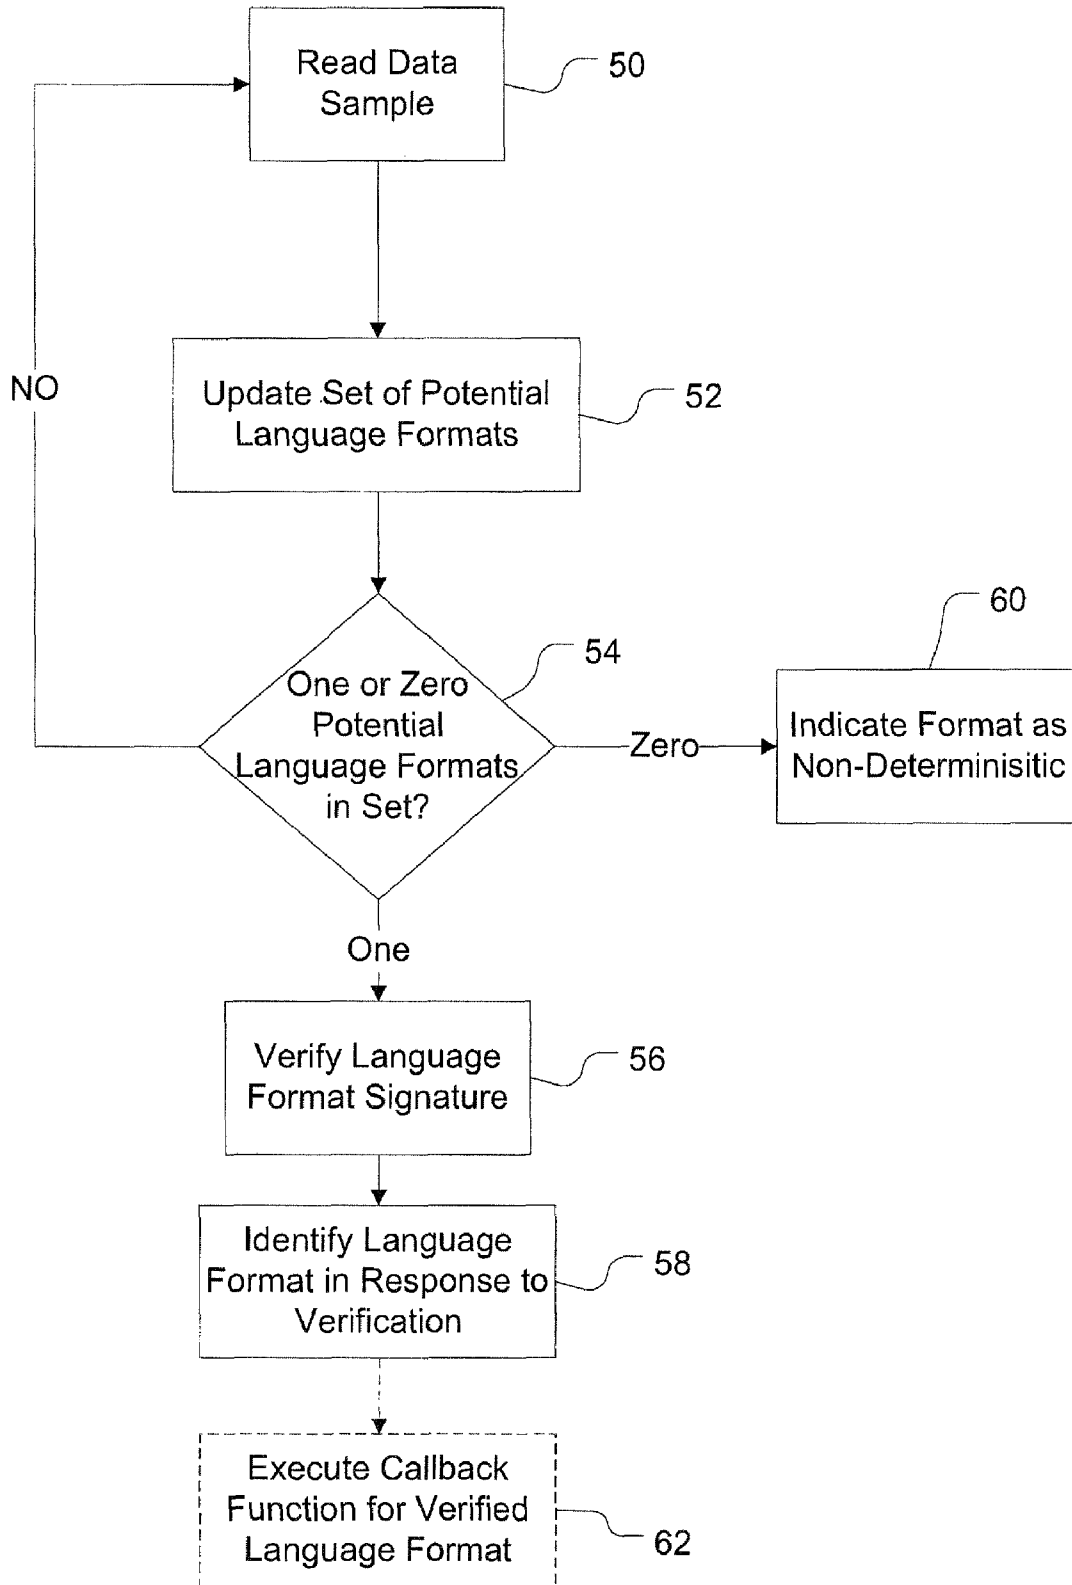 Read Data
Sample
50
NO
Update Set of Potential
Language Formats
52
One or Zero
Potential
Language Formats
in Set?
54
Zero
60
Indicate Format as
Non-Determinisitic
One
Verify Language
Format Signature
56
Identify Language
Format in Response to
Verification
58
Execute Callback
Function for Verified
Language Format
62